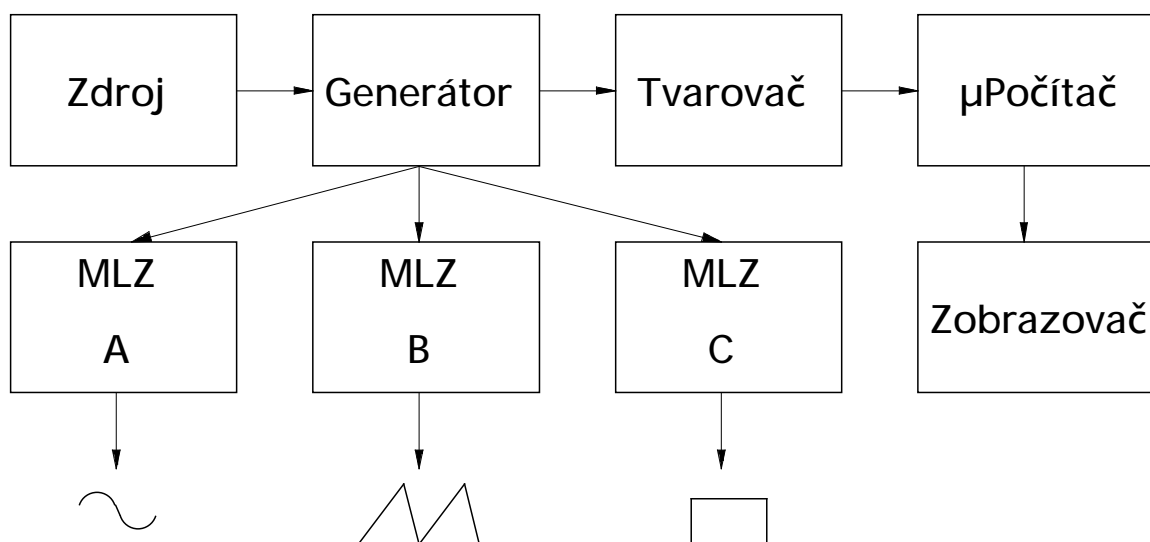 Zdroj
Generátor
Tvarovač
µPočítač
MLZ
A
MLZ
B
MLZ
C
Zobrazovač